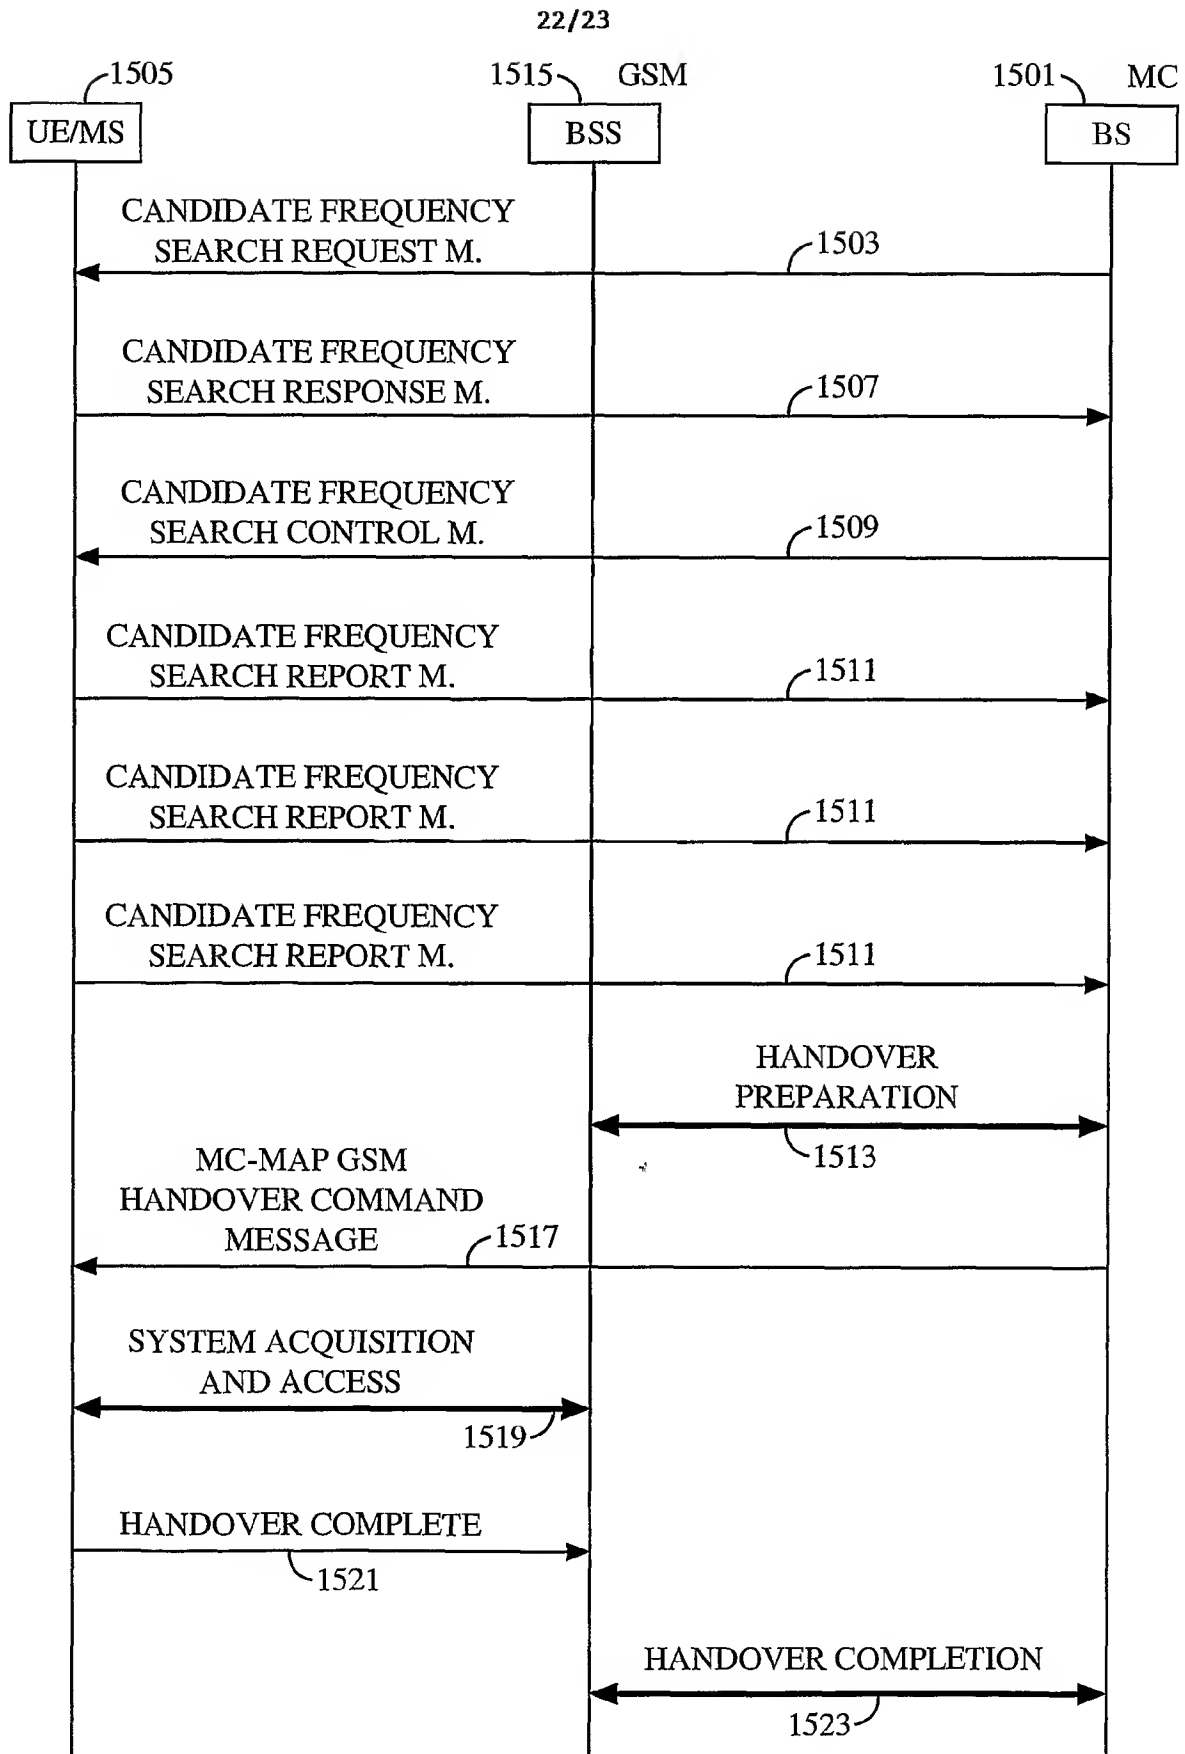 22/23
1505
1515
GSM
1501
MC
UE/MS
BSS
BS
CANDIDATE FREQUENCY
SEARCH REQUEST M.
1503
CANDIDATE FREQUENCY
SEARCH RESPONSE M.
1507
CANDIDATE FREQUENCY
SEARCH CONTROL M.
1509
CANDIDATE FREQUENCY
SEARCH REPORT M.
1511
CANDIDATE FREQUENCY
SEARCH REPORT M.
1511
CANDIDATE FREQUENCY
SEARCH REPORT M.
1511
HANDOVER
PREPARATION
1513
MC-MAP GSM
HANDOVER COMMAND
MESSAGE
1517
SYSTEM ACQUISITION
AND ACCESS
1519
HANDOVER COMPLETE
1521
HANDOVER COMPLETION
1523